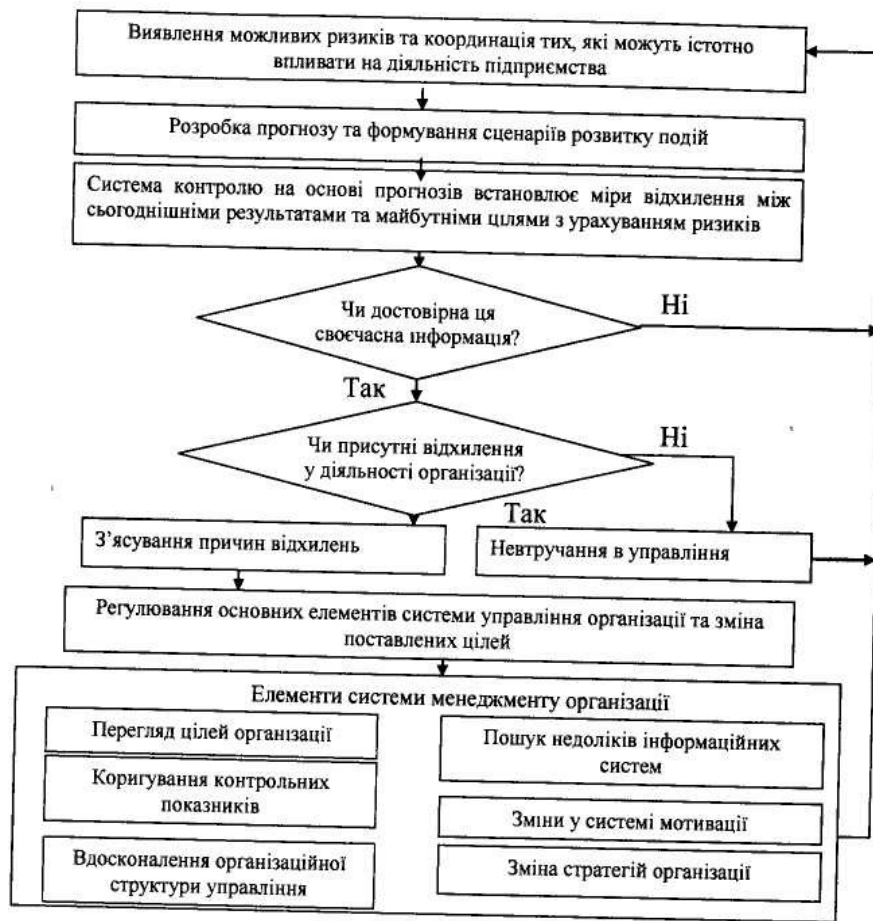 Виявлення можливих ризиків та координація тих, які можуть істотно
впливати на діяльність підприємства
Розробка прогнозу та формування сценаріїв розвитку подій
Система контролю на основі прогнозів встановлює міри відхилення між
сьогоднішніми результатами та майбутніми цілями з урахуванням ризиків
Чи достовірна ця
своєчасна інформація?
Ні
Так
Чи присутні відхилення
у діяльності організації?
Ні
Так
З’ясування причин відхилень
Невтручання в управління
Регулювання основних елементів системи управління організації та зміна
поставлених цілей
Елементи системи менеджменту організації
Перегляд цілей організації
Коригування контрольних
показників
Вдосконалення організаційної
структури управління
Пошук недоліків інформаційних
систем
Зміни у системі мотивації
Зміна стратегій організації